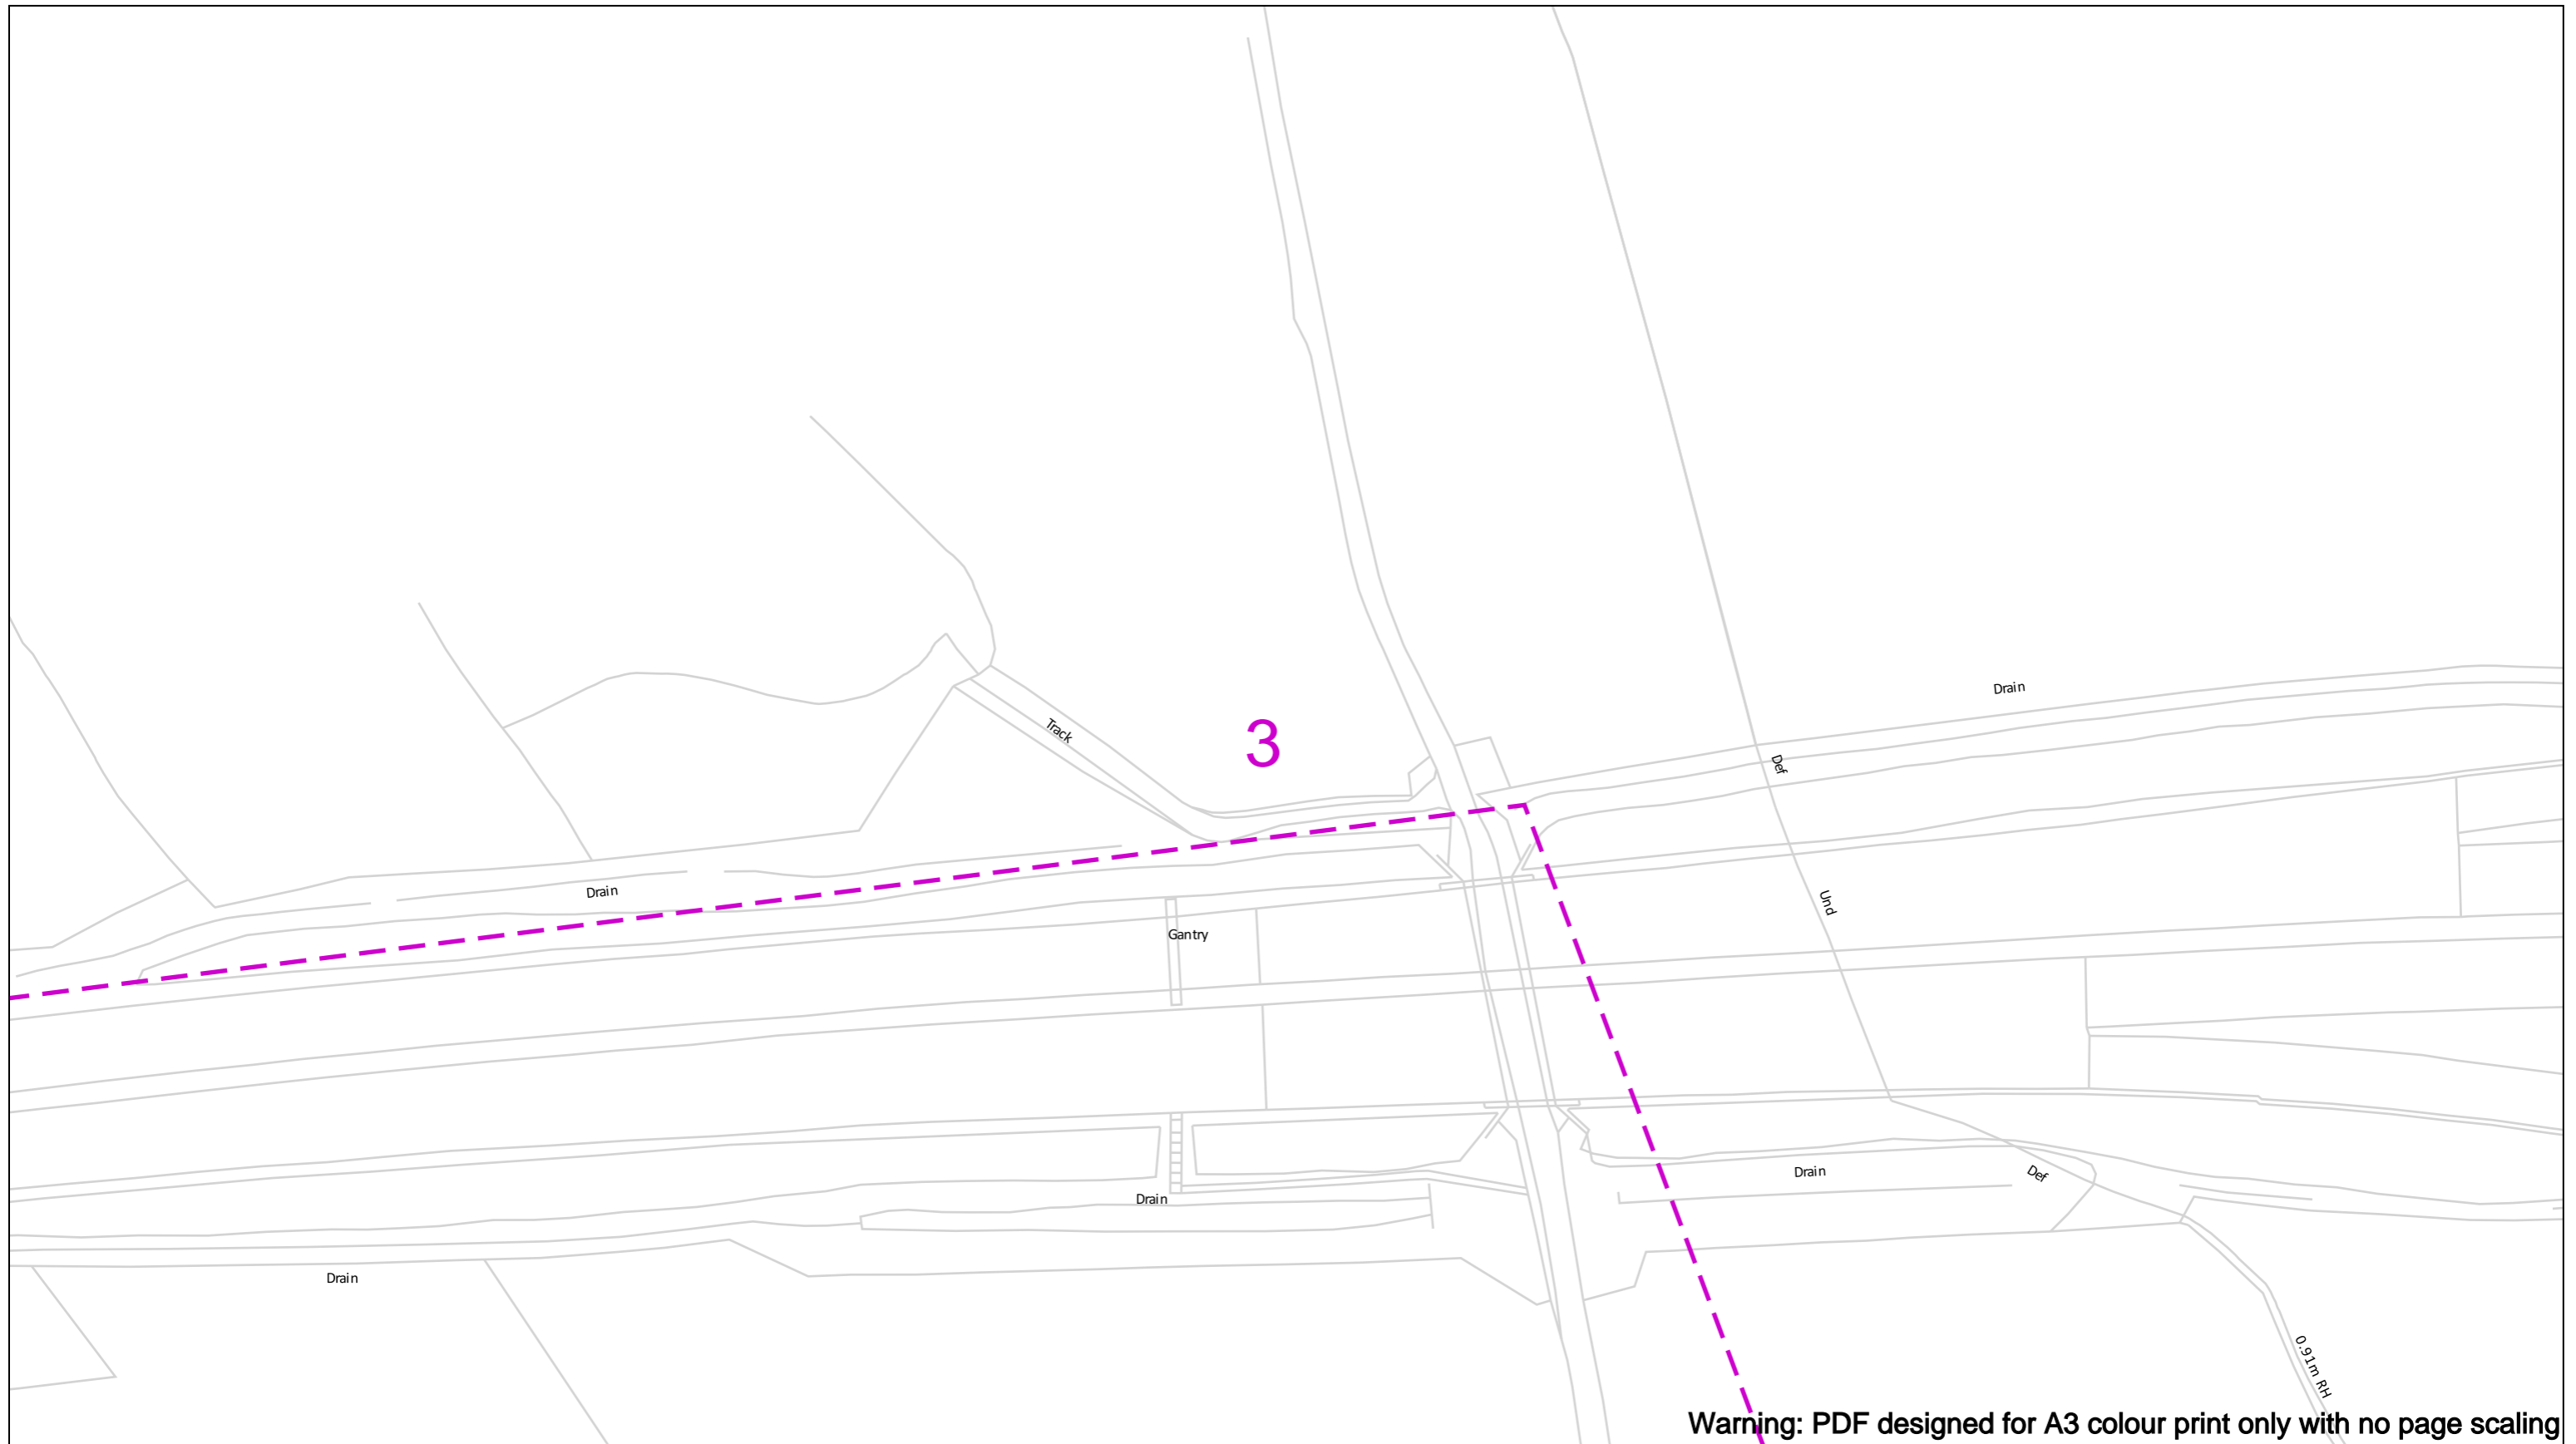 Drain
Track
3
Def
Drain
Und
Gantry
Drain
Def
Drain
Drain
0.91m RH
Warning: PDF designed for A3 colour print only with no page scaling